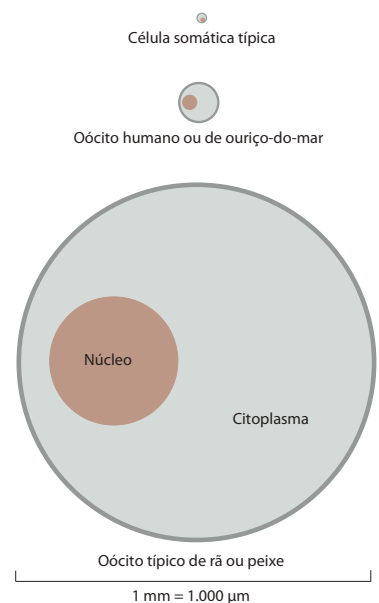 Célula somática típica
Oócito humano ou de ouriço-do-mar
Núcleo
Citoplasma
Oócito típico de rã ou peixe
1 mm = 1.000 μm